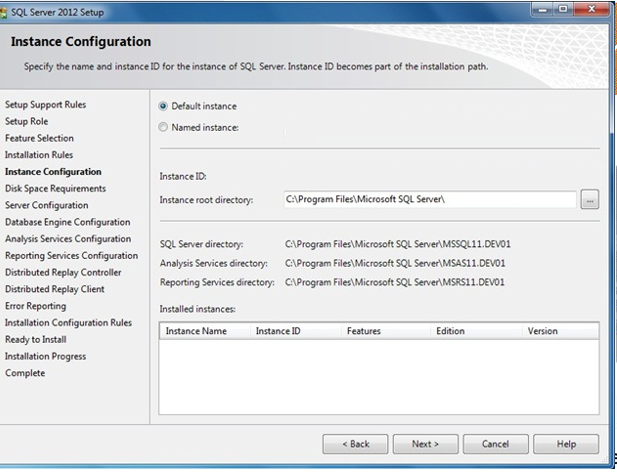 SQL Server 2012 Setup
Instance Configuration
Specify the name and instance ID for the instance of SQL Server. Instance ID becomes part of the installation path.
Setup Support Rules
Setup Role
Feature Selection
Installation Rules
Instance Configuration
Disk Space Requirements
Server Configuration
Database Engine Configuration
Analysis Services Configuration
Reporting Services Configuration
Distributed Replay Controller
Distributed Replay Client
Error Reporting
Installation Configuration Rules
Ready to Install
Installation Progress
Complete
Default instance
Named instance:
Instance ID:
Instance root directory: C:\Program Files\Microsoft SQL Server\ ...
SQL Server directory: C:\Program Files\Microsoft SQL Server\MSSQL11.DEV01
Analysis Services directory: C:\Program Files\Microsoft SQL Server\MSAS11.DEV01
Reporting Services directory: C:\Program Files\Microsoft SQL Server\MSRS11.DEV01
Installed instances:
Instance Name Instance ID Features Edition Version
< Back Next > Cancel Help